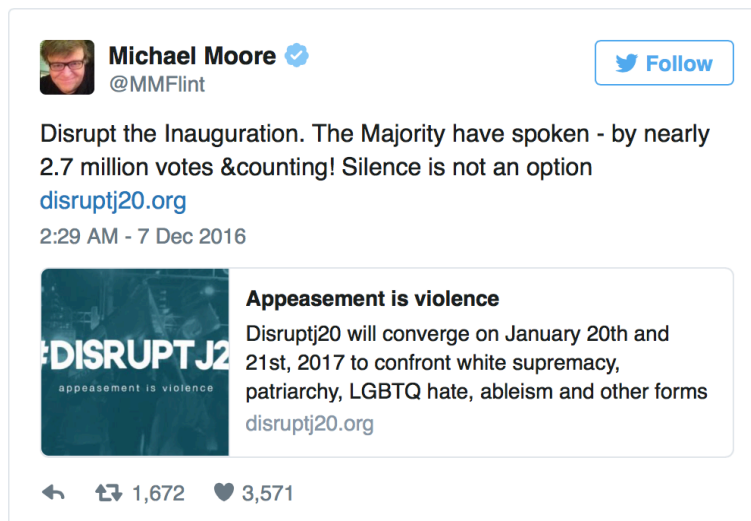 Michael Moore
@MMFlint
Follow
Disrupt the Inauguration. The Majority have spoken - by nearly
2.7 million votes &counting! Silence is not an option
disruptj20.org
2:29 AM - 7 Dec 2016
#DISRUPTJ2
appeasement is violence
Appeasement is violence
Disruptj20 will converge on January 20th and
21st, 2017 to confront white supremacy,
patriarchy, LGBTQ hate, ableism and other forms
disruptj20.org
1,672 3,571